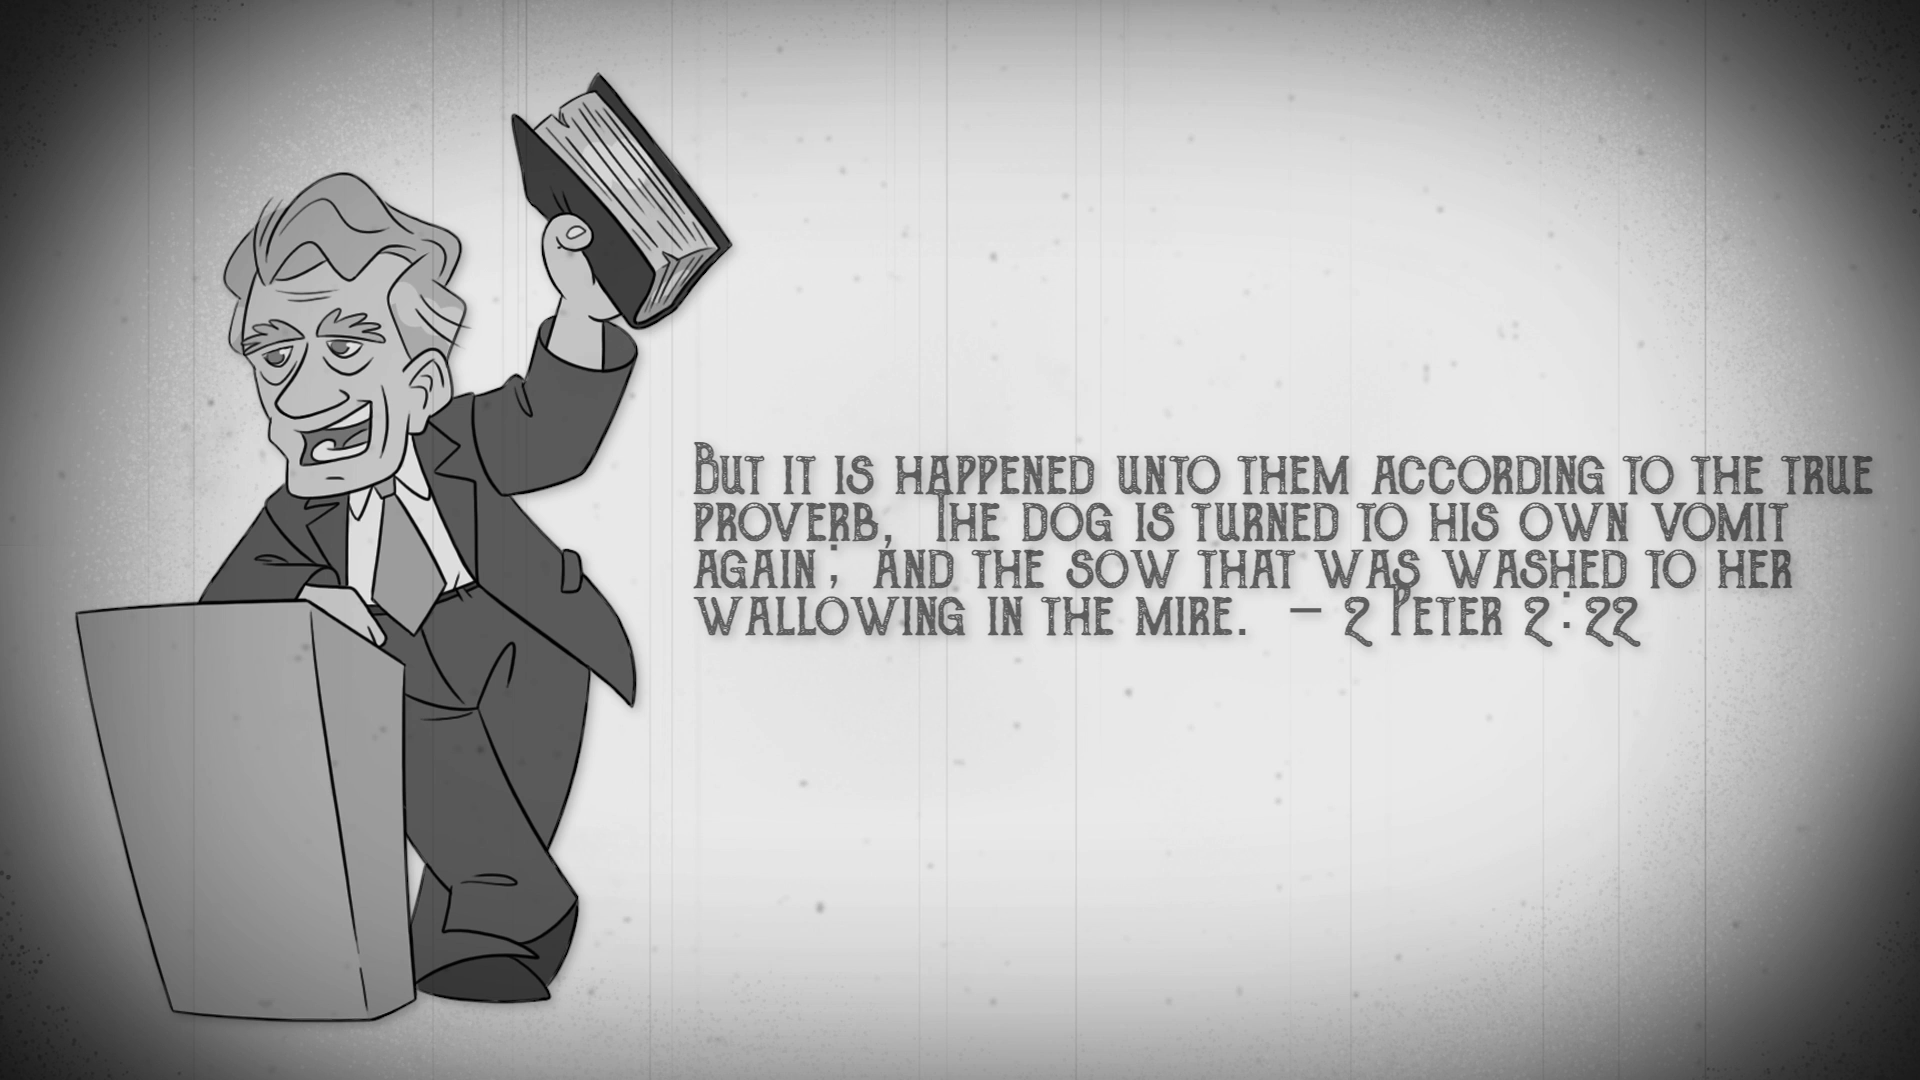 But it is happened unto them according to the true
proverb, The dog is turned to his own vomit
again; and the sow that was washed to her
wallowing in the mire. – 2 Peter 2:22